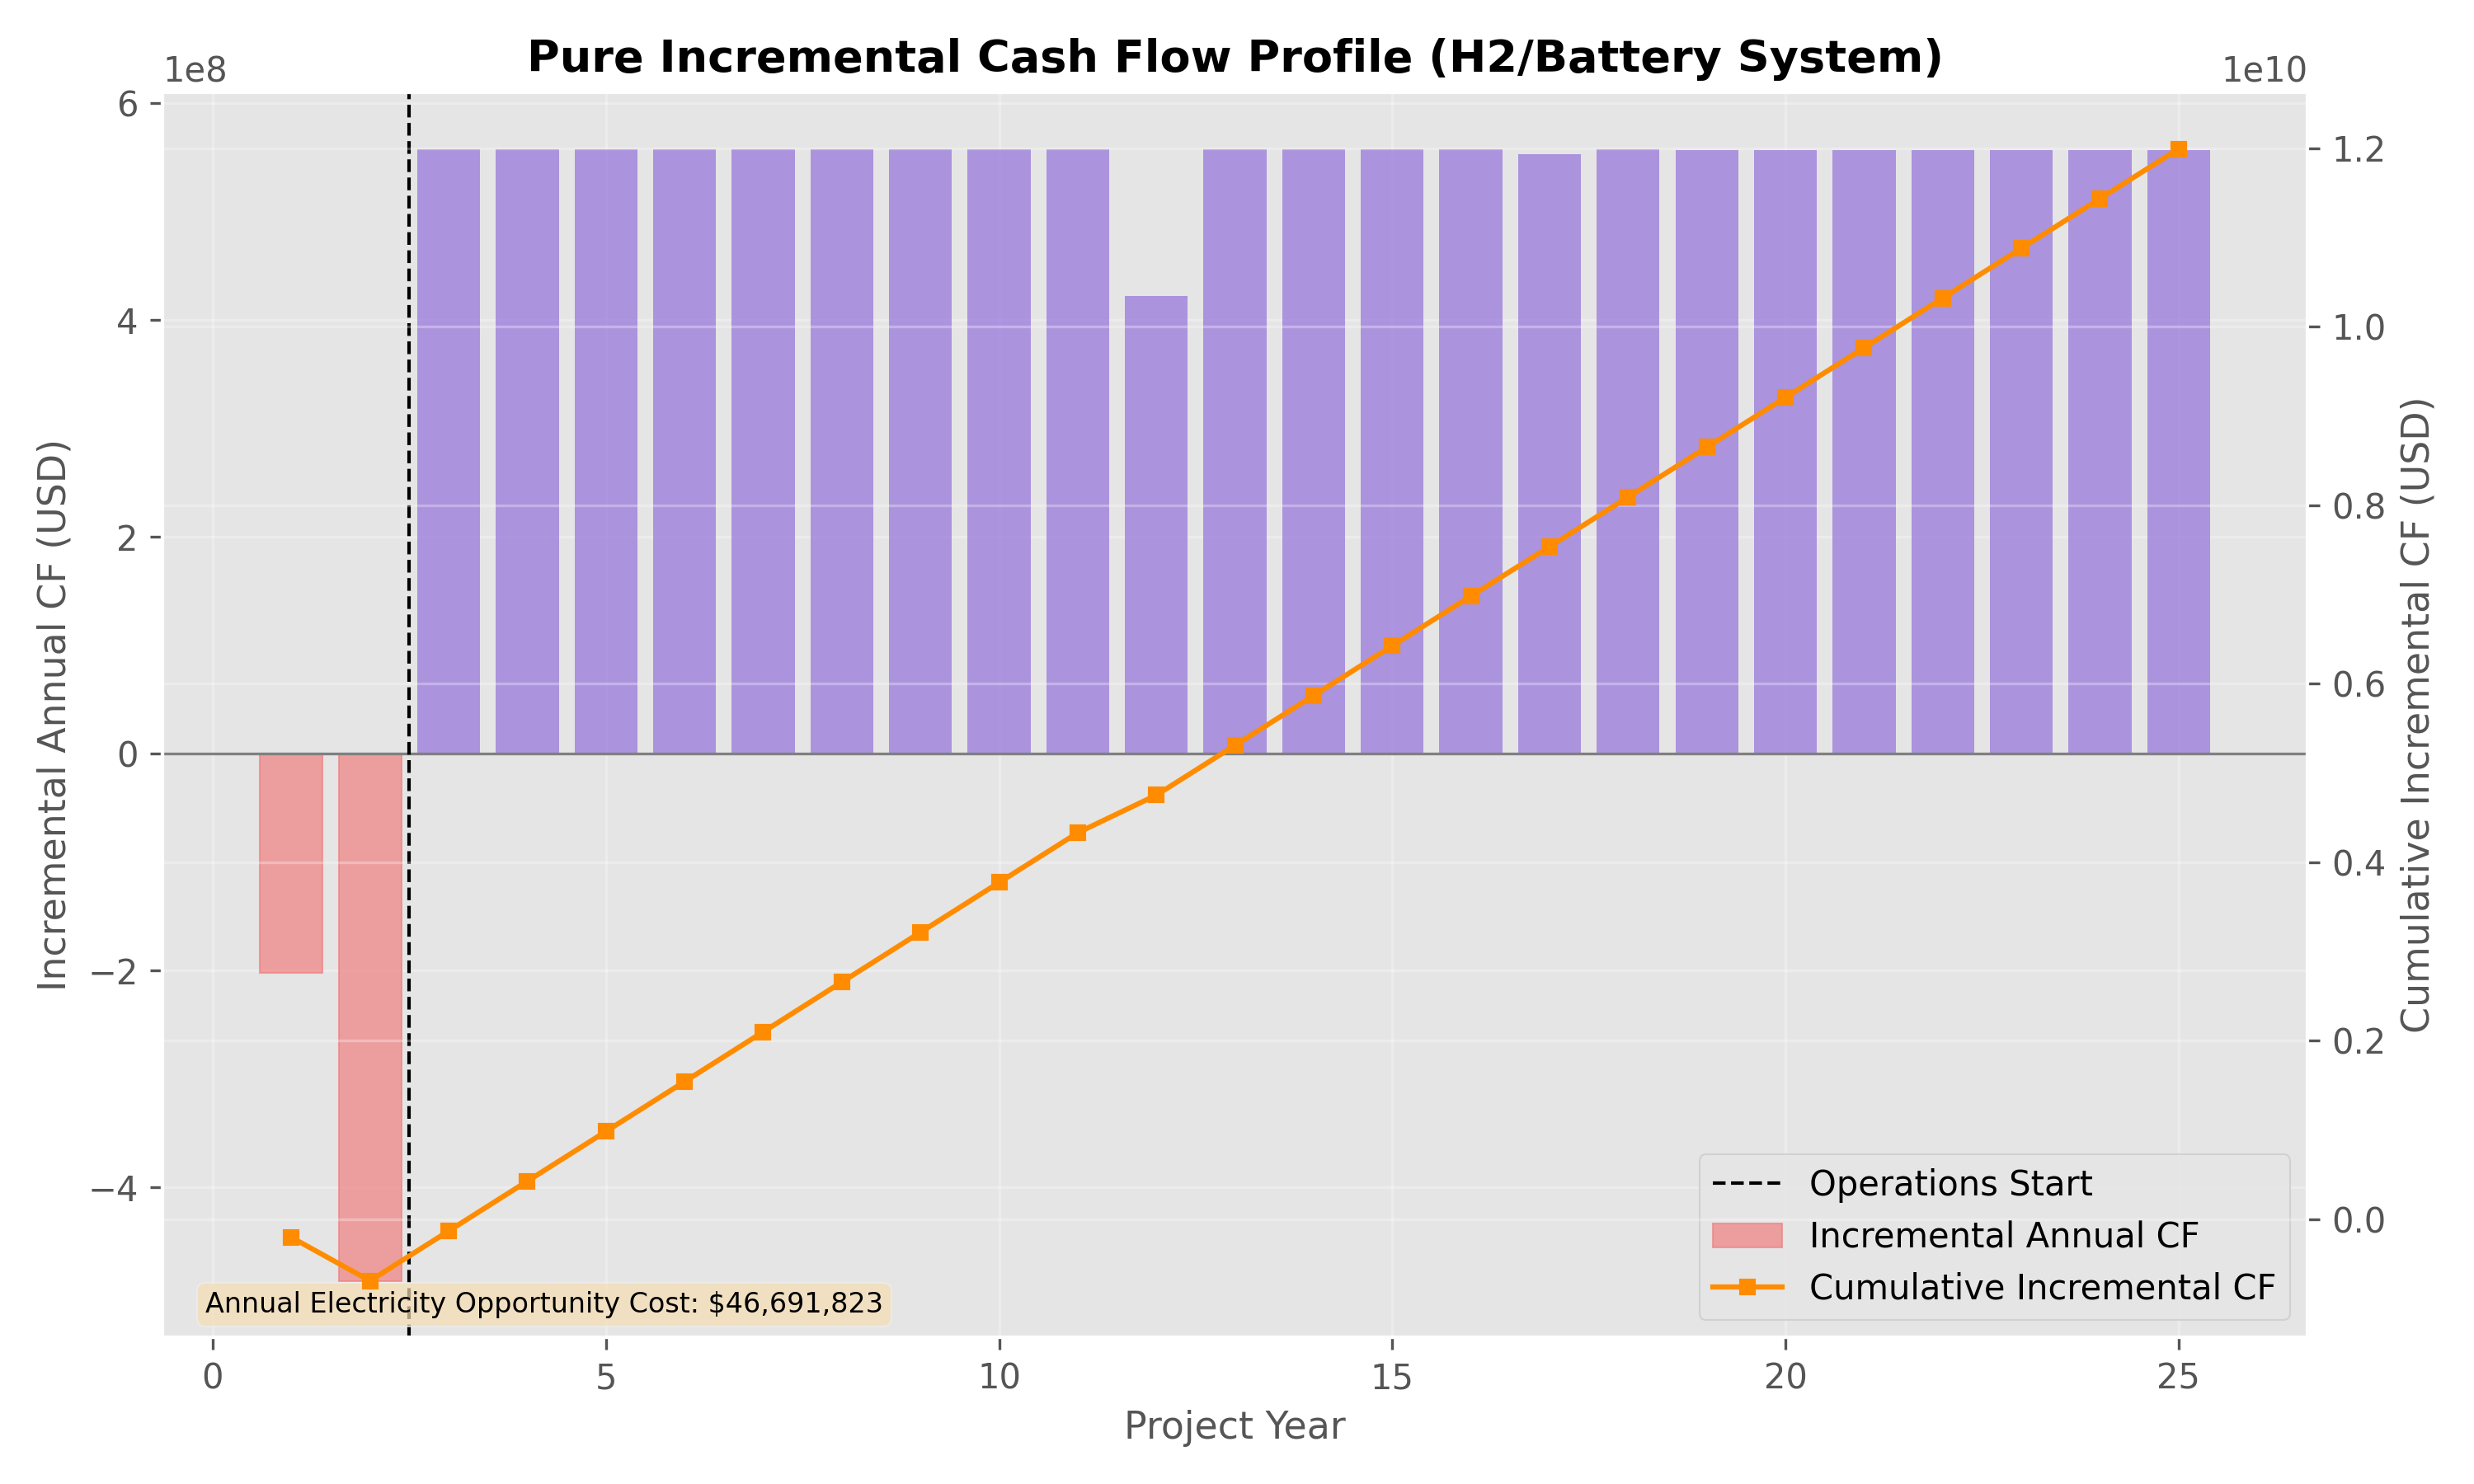 Pure Incremental Cash Flow Profile (H2/Battery System)
1e8
1e10
Incremental Annual CF (USD)
6
4
2
0
−2
−4
1.2
1.0
0.8
0.6
0.4
0.2
0.0
Cumulative Incremental CF (USD)
Operations Start
Incremental Annual CF
Cumulative Incremental CF
Annual Electricity Opportunity Cost: $46,691,823
0 5 10 15 20 25
Project Year